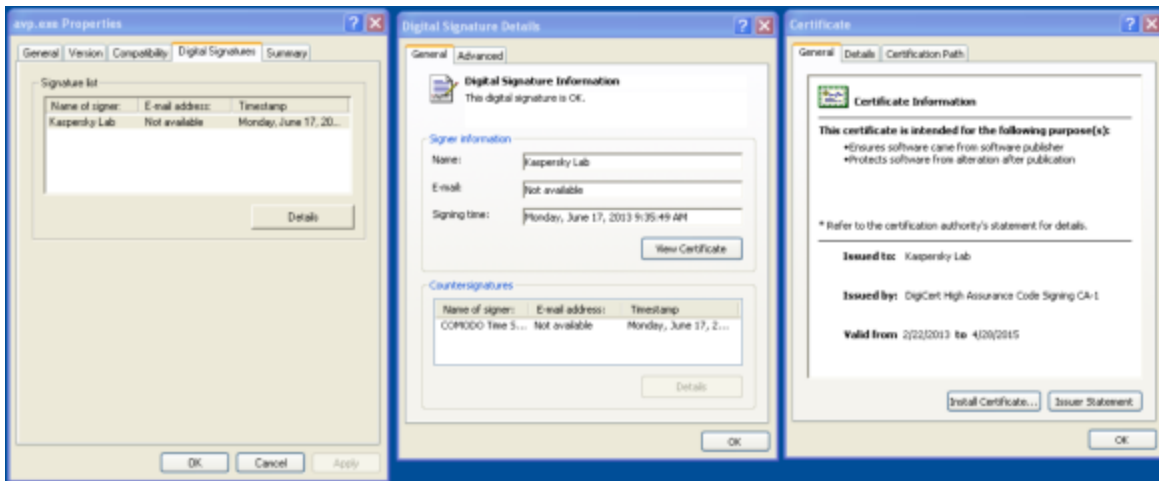 avp.exe Properties
General Version Compatibility Digital Signatures Summary
Signature list
Name of signer: E-mail address: Timestamp
Kaspersky Lab Not available Monday, June 17, 20...
Details
OK Cancel Apply
Digital Signature Details
General Advanced
Digital Signature Information
This digital signature is OK.
Signer information
Name: Kaspersky Lab
E-mail: Not available
Signing time: Monday, June 17, 2013 9:35:49 AM
View Certificate
Countersignatures
Name of signer: E-mail address: Timestamp
COMODO Time S... Not available Monday, June 17, 2...
Details
OK
Certificate
General Details Certification Path
Certificate Information
This certificate is intended for the following purpose(s):
•Ensures software came from software publisher
•Protects software from alteration after publication
* Refer to the certification authority's statement for details.
Issued to: Kaspersky Lab
Issued by: DigiCert High Assurance Code Signing CA-1
Valid from 2/22/2013 to 4/28/2015
Install Certificate... Issuer Statement
OK